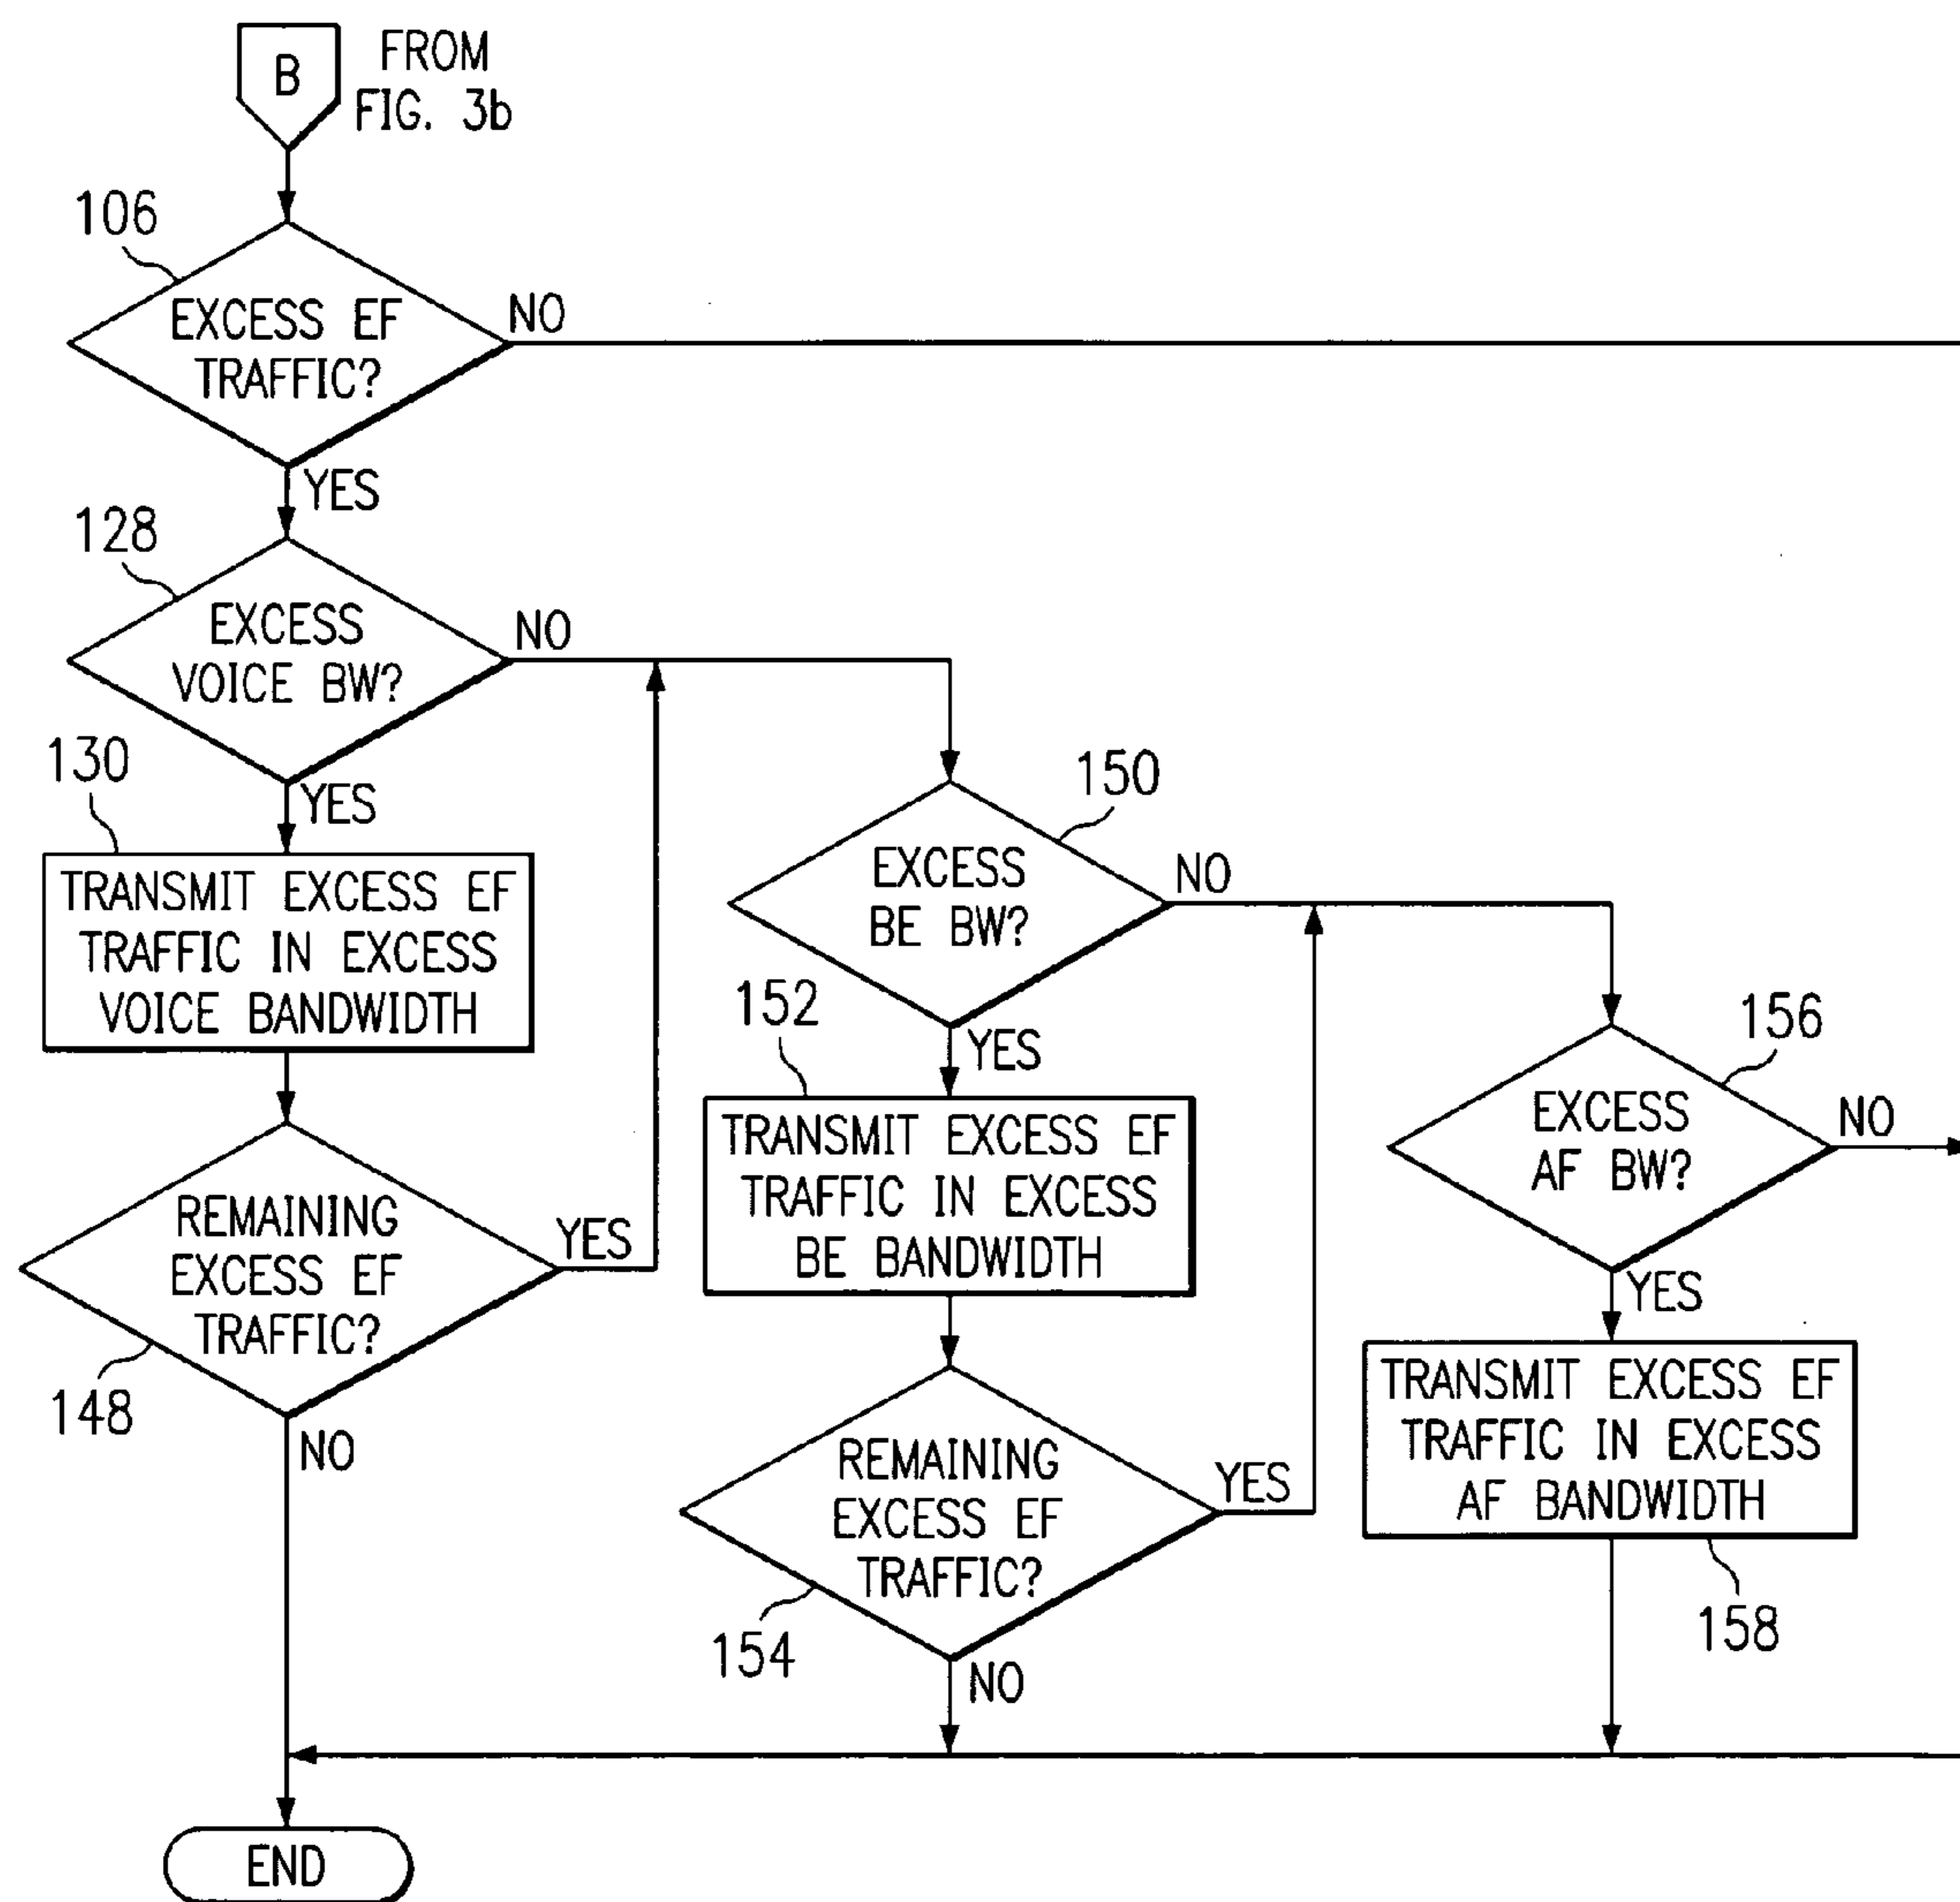 B
FROM
FIG. 3b
106
EXCESS EF
TRAFFIC?
NO
YES
128
EXCESS
VOICE BW?
NO
YES
130
TRANSMIT EXCESS EF
TRAFFIC IN EXCESS
VOICE BANDWIDTH
REMAINING
EXCESS EF
TRAFFIC?
YES
148
NO
150
EXCESS
BE BW?
NO
YES
152
TRANSMIT EXCESS EF
TRAFFIC IN EXCESS
BE BANDWIDTH
REMAINING
EXCESS EF
TRAFFIC?
YES
154
NO
156
EXCESS
AF BW?
NO
YES
TRANSMIT EXCESS EF
TRAFFIC IN EXCESS
AF BANDWIDTH
158
END